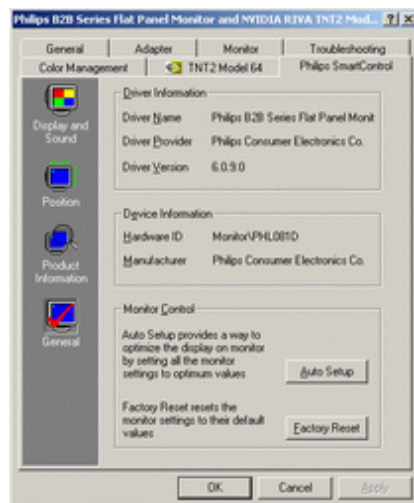 Philips B2B Series Flat Panel Monitor and NVIDIA RIVA TNT2 Mod...
General Adapter Monitor Troubleshooting
Color Management TNT2 Model 64 Philips SmartControl
Display and
Sound
Position
Product
Information
General
Driver Information
Driver Name Philips B2B Series Flat Panel Monit
Driver Provider Philips Consumer Electronics Co.
Driver Version 6.0.9.0
Device Information
Hardware ID Monitor\PHL081D
Manufacturer Philips Consumer Electronics Co.
Monitor Control
Auto Setup provides a way to
optimize the display on monitor
by setting all the monitor
settings to optimum values
Auto Setup
Factory Reset resets the
monitor settings to their default
values
Factory Reset
OK Cancel Apply